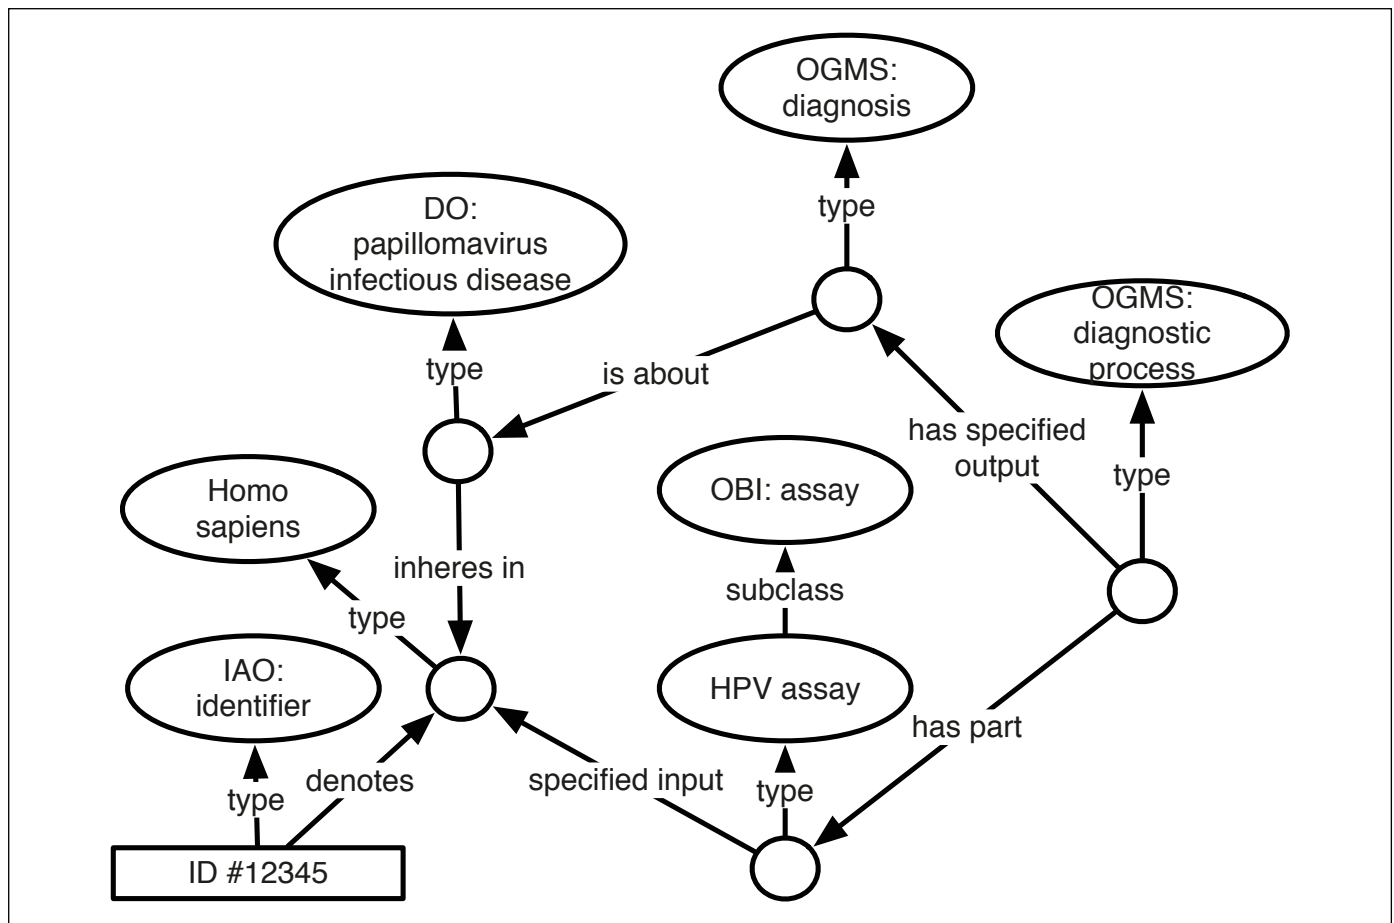 OGMS:
diagnosis
type
DO:
papillomavirus
infectious disease
type
is about
OGMS:
diagnostic
process
has specified
output
type
Homo
sapiens
type
inheres in
OBI: assay
subclass
HPV assay
IAO:
identifier
type
denotes
specified input
type
has part
ID #12345